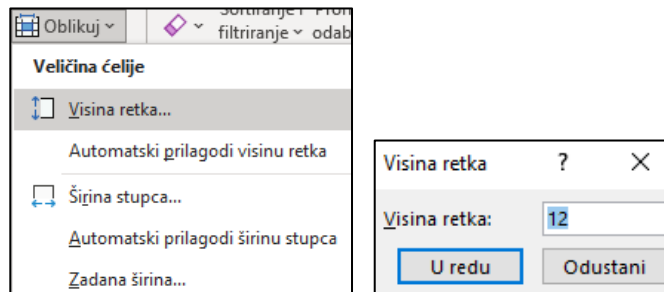 Oblikuj
filtriranje
Veličina ćelije
Visina retka...
Automatski prilagodi visinu retka
Širina stupca...
Automatski prilagodi širinu stupca
Zadana širina...
Visina retka ? ×
Visina retka: 12
U redu Odustani